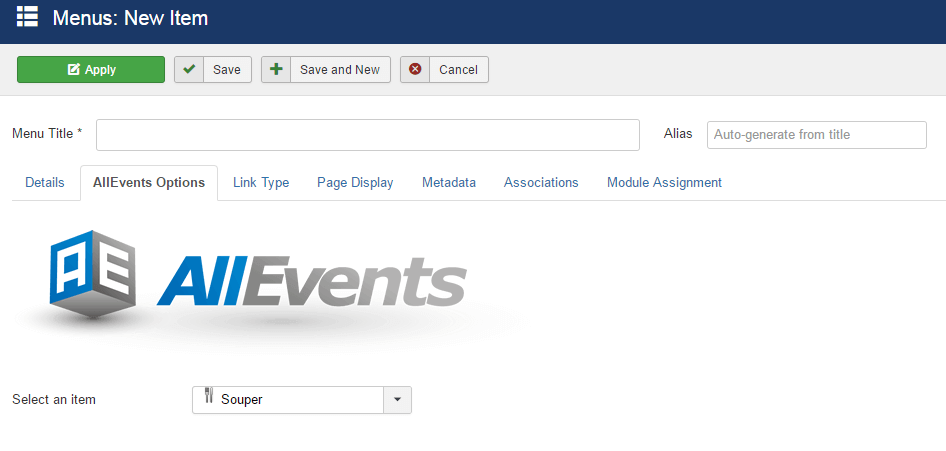 Menus: New Item
Apply Save Save and New Cancel
Menu Title * Alias Auto-generate from title
Details AllEvents Options Link Type Page Display Metadata Associations Module Assignment
AE AllEvents
Select an item Souper